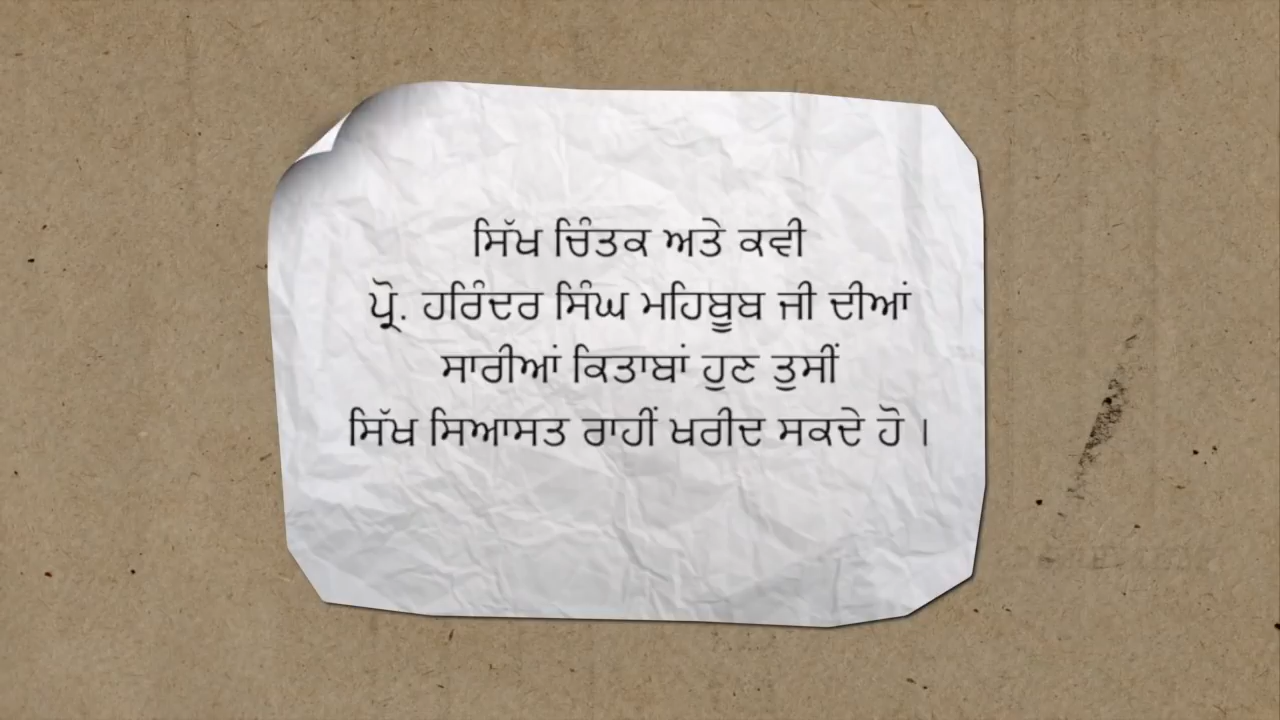 ਸਿੱਖ ਚਿੰਤਕ ਅਤੇ ਕਵੀ
ਪ੍ਰੋ. ਹਰਿੰਦਰ ਸਿੰਘ ਮਹਿਬੂਬ ਜੀ ਦੀਆਂ
ਸਾਰੀਆਂ ਕਿਤਾਬਾਂ ਹੁਣ ਤੁਸੀਂ
ਸਿੱਖ ਸਿਆਸਤ ਰਾਹੀਂ ਖਰੀਦ ਸਕਦੇ ਹੋ ।